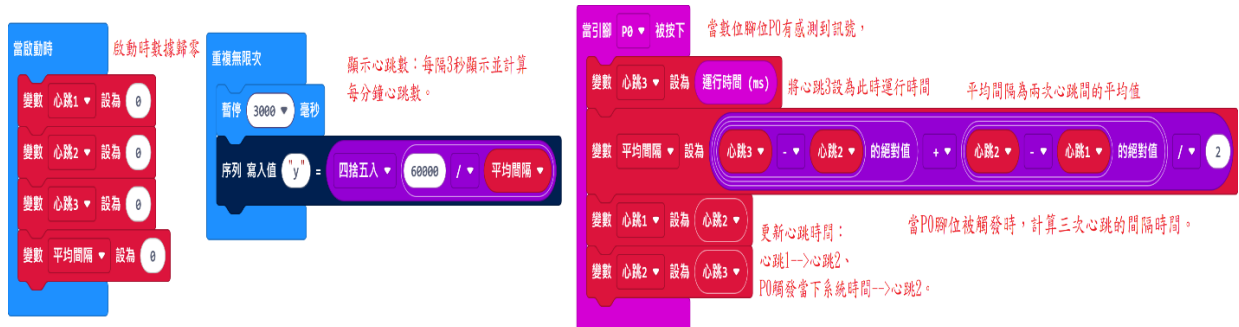 當啟動時
啟動時數據歸零
變數 心跳1 ▼ 設為 0
變數 心跳2 ▼ 設為 0
變數 心跳3 ▼ 設為 0
變數 平均間隔 ▼ 設為 0
重複無限次
顯示心跳數：每隔3秒顯示並計算
每分鐘心跳數。
暫停 3000 ▼ 毫秒
序列 寫入值 "y" = 四捨五入 ▼ 60000 / ▼ 平均間隔 ▼
當引腳 P0 ▼ 被按下
當數位腳位P0有感測到訊號，
變數 心跳3 ▼ 設為 運行時間 (ms)
將心跳3設為此時運行時間
平均間隔為兩次心跳間的平均值
變數 平均間隔 ▼ 設為 心跳3 ▼ - ▼ 心跳2 ▼ 的絕對值 + ▼ 心跳2 ▼ - ▼ 心跳1 ▼ 的絕對值 / ▼ 2
變數 心跳1 ▼ 設為 心跳2 ▼
變數 心跳2 ▼ 設為 心跳3 ▼
更新心跳時間：
心跳1-->心跳2、
P0觸發當下系統時間-->心跳2。
當P0腳位被觸發時，計算三次心跳的間隔時間。